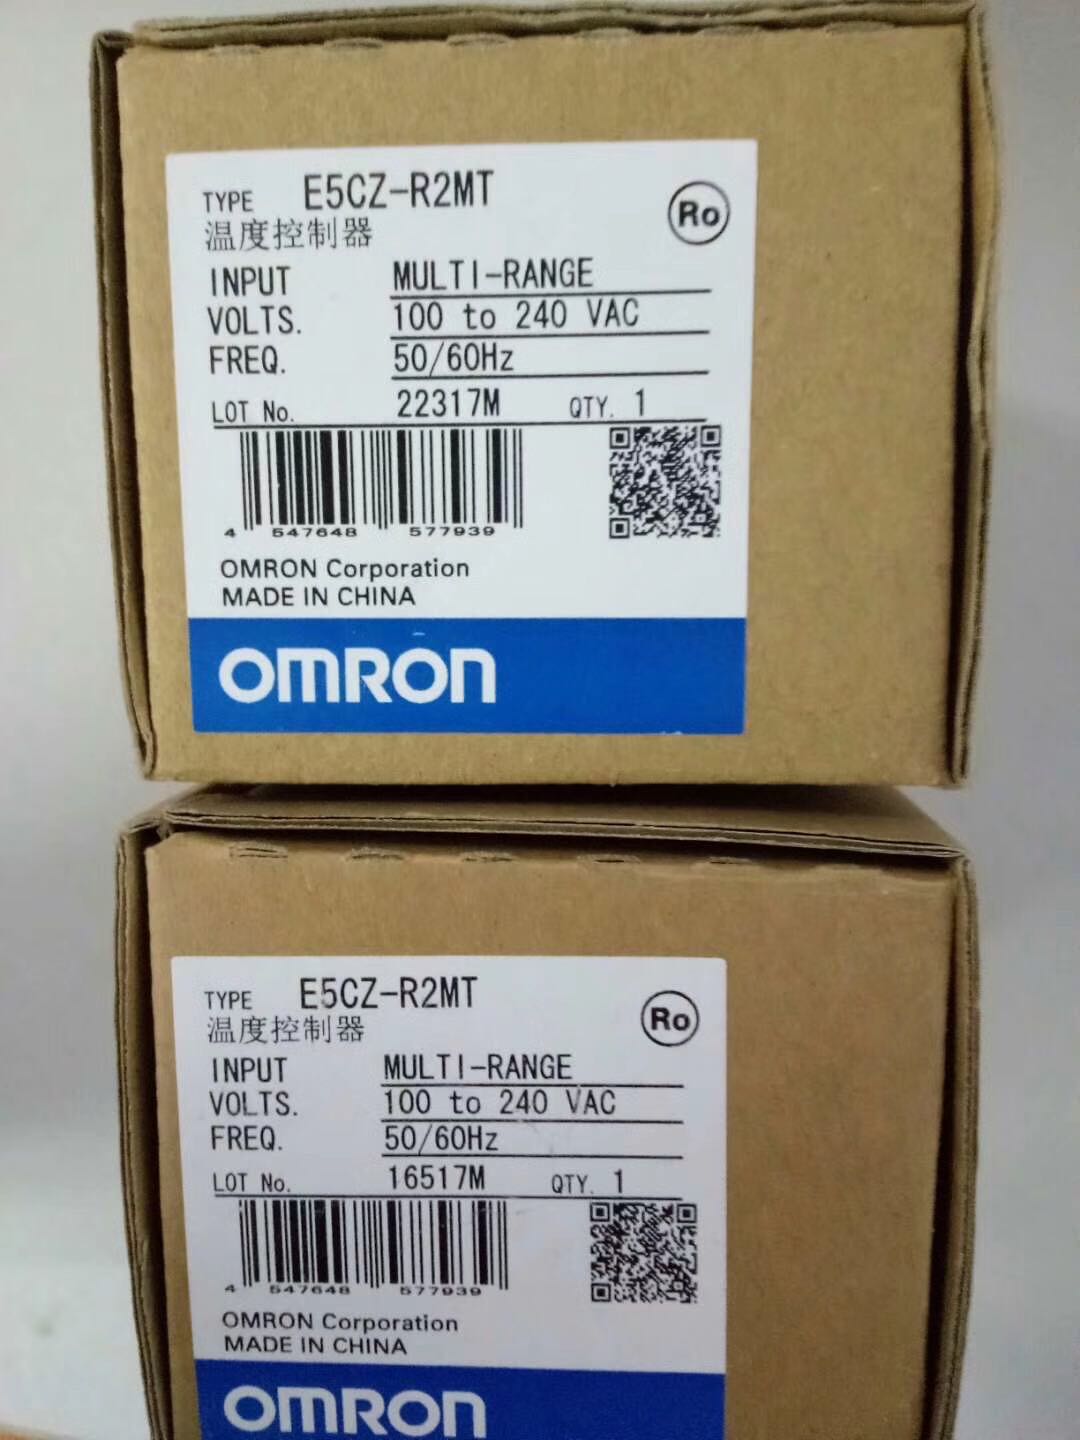 TYPE E5CZ-R2MT
Ro
温度控制器
INPUT MULTI-RANGE
VOLTS. 100 to 240 VAC
FREQ. 50/60Hz
LOT No. 22317M QTY. 1
4 547648 577939
OMRON Corporation
MADE IN CHINA
OMRON
TYPE E5CZ-R2MT
Ro
温度控制器
INPUT MULTI-RANGE
VOLTS. 100 to 240 VAC
FREQ. 50/60Hz
LOT No. 16517M QTY. 1
4 547648 577939
OMRON Corporation
MADE IN CHINA
OMRON